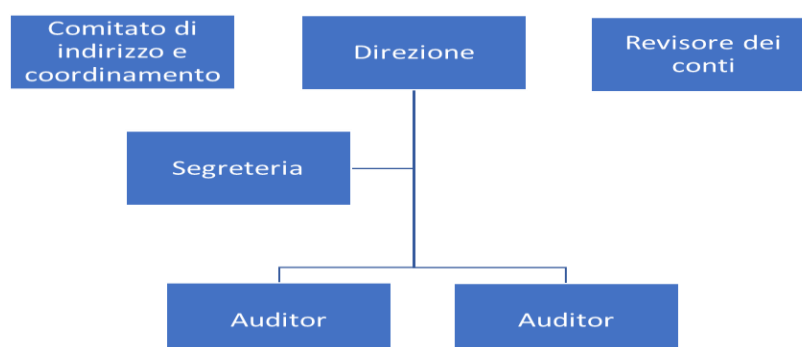 Comitato di
indirizzo e
coordinamento
Direzione
Revisore dei
conti
Segreteria
Auditor
Auditor